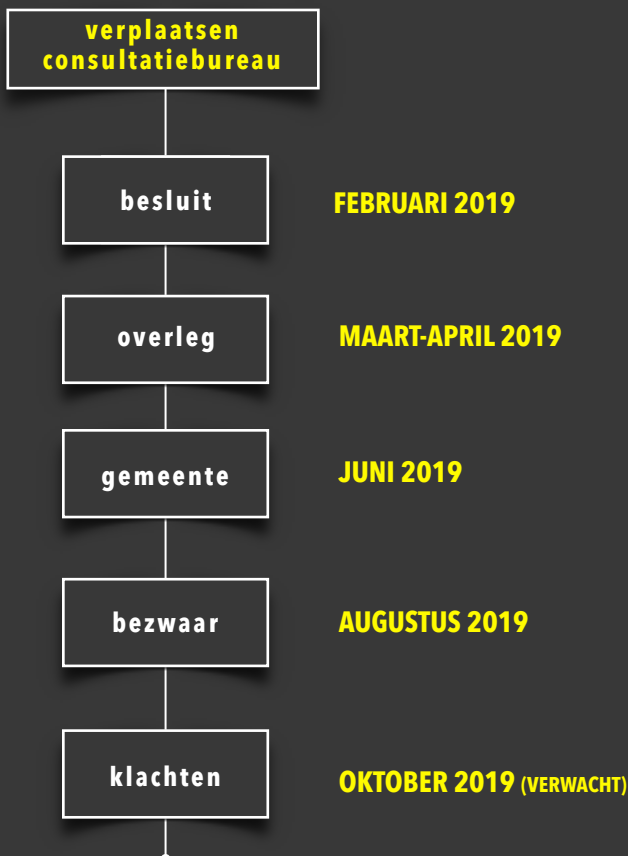 verplaatsen
consultatiebureau
besluit FEBRUARI 2019
overleg MAART-APRIL 2019
gemeente JUNI 2019
bezwaar AUGUSTUS 2019
klachten OKTOBER 2019 (VERWACHT)